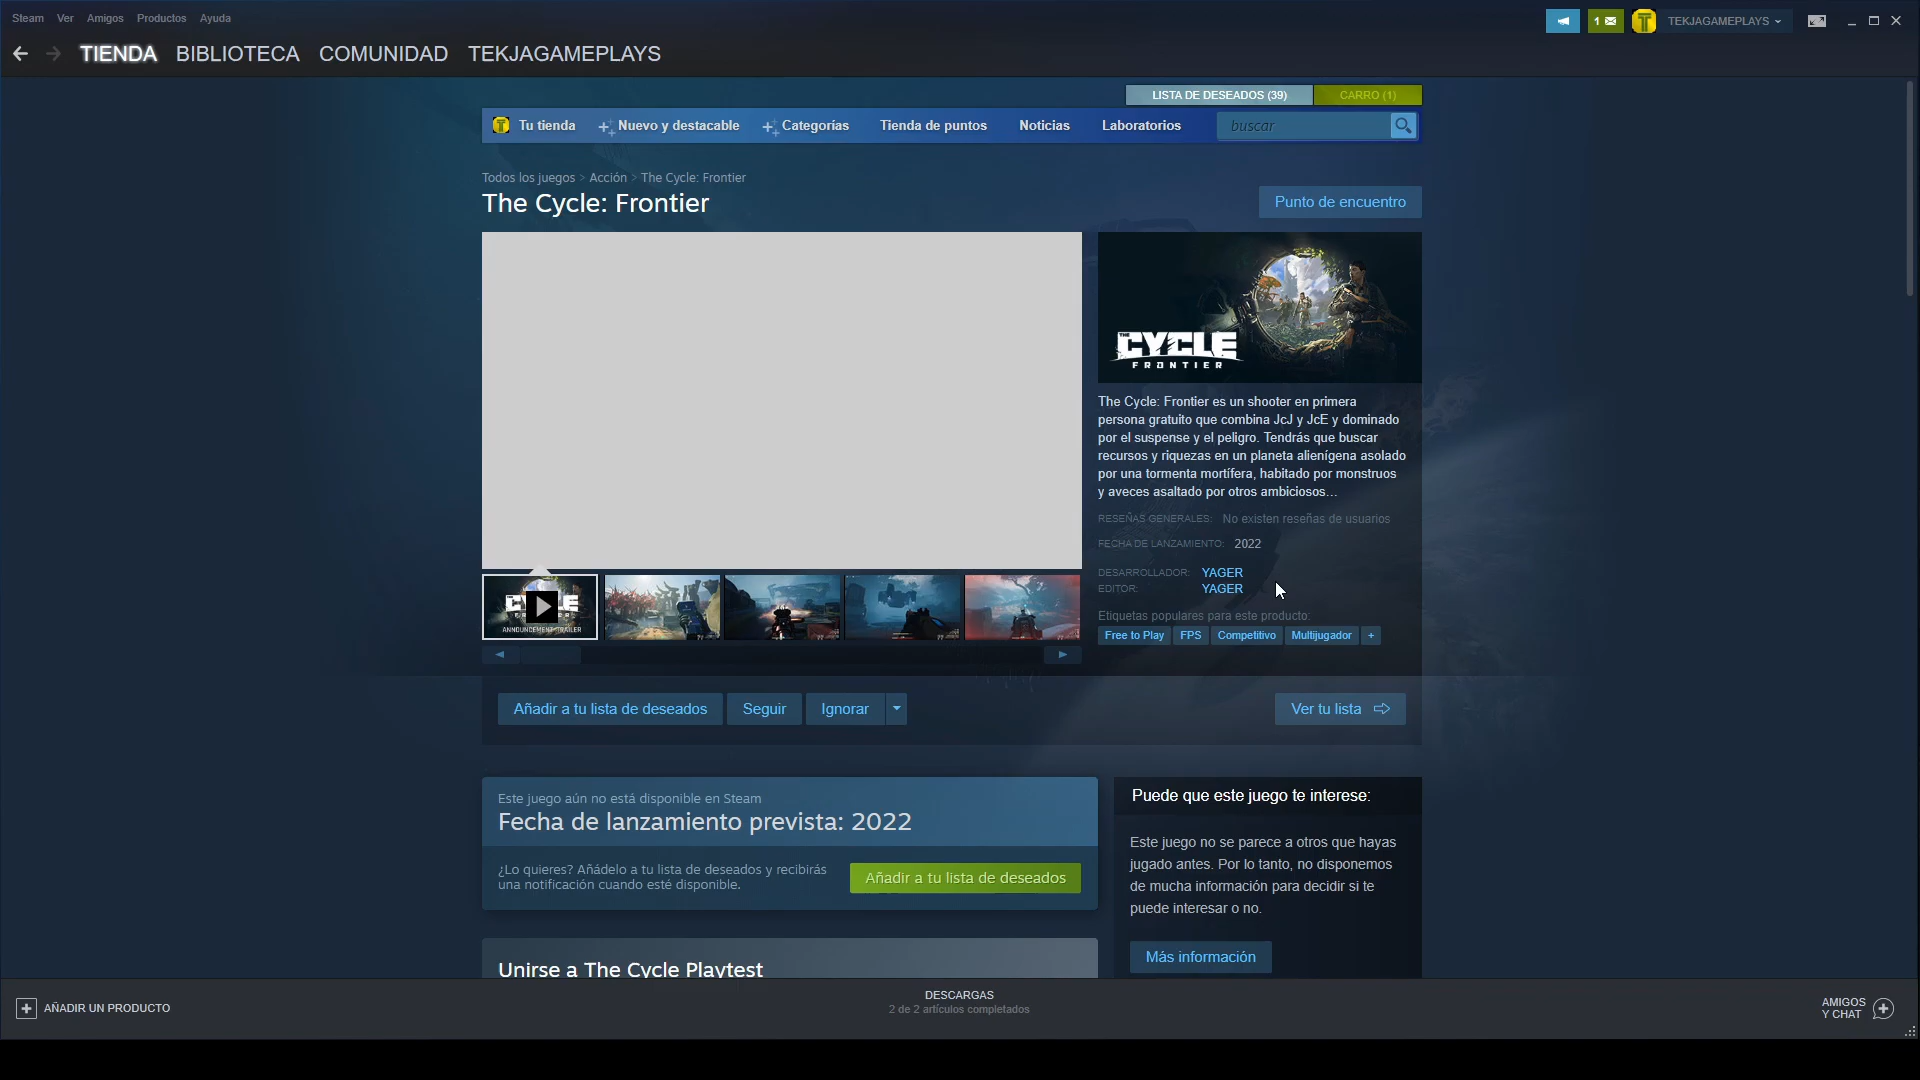 Steam Ver Amigos Productos Ayuda
1
TEKJAGAMEPLAYS
TIENDA BIBLIOTECA COMUNIDAD TEKJAGAMEPLAYS
LISTA DE DESEADOS (39) CARRO (1)
Tu tienda Nuevo y destacable Categorías Tienda de puntos Noticias Laboratorios buscar
Todos los juegos > Acción > The Cycle: Frontier
The Cycle: Frontier
Punto de encuentro
THE
CYCLE
FRONTIER
The Cycle: Frontier es un shooter en primera
persona gratuito que combina JcJ y JcE y dominado
por el suspense y el peligro. Tendrás que buscar
recursos y riquezas en un planeta alienígena asolado
por una tormenta mortífera, habitado por monstruos
y aveces asaltado por otros ambiciosos...
RESEÑAS GENERALES: No existen reseñas de usuarios
FECHA DE LANZAMIENTO: 2022
DESARROLLADOR: YAGER
EDITOR: YAGER
Etiquetas populares para este producto:
Free to Play FPS Competitivo Multijugador +
ANNOUNCEMENT TRAILER
Añadir a tu lista de deseados Seguir Ignorar
Ver tu lista
Este juego aún no está disponible en Steam
Fecha de lanzamiento prevista: 2022
¿Lo quieres? Añádelo a tu lista de deseados y recibirás
una notificación cuando esté disponible.
Añadir a tu lista de deseados
Puede que este juego te interese:
Este juego no se parece a otros que hayas
jugado antes. Por lo tanto, no disponemos
de mucha información para decidir si te
puede interesar o no.
Más información
Unirse a The Cycle Playtest
AÑADIR UN PRODUCTO
DESCARGAS
2 de 2 artículos completados
AMIGOS
Y CHAT